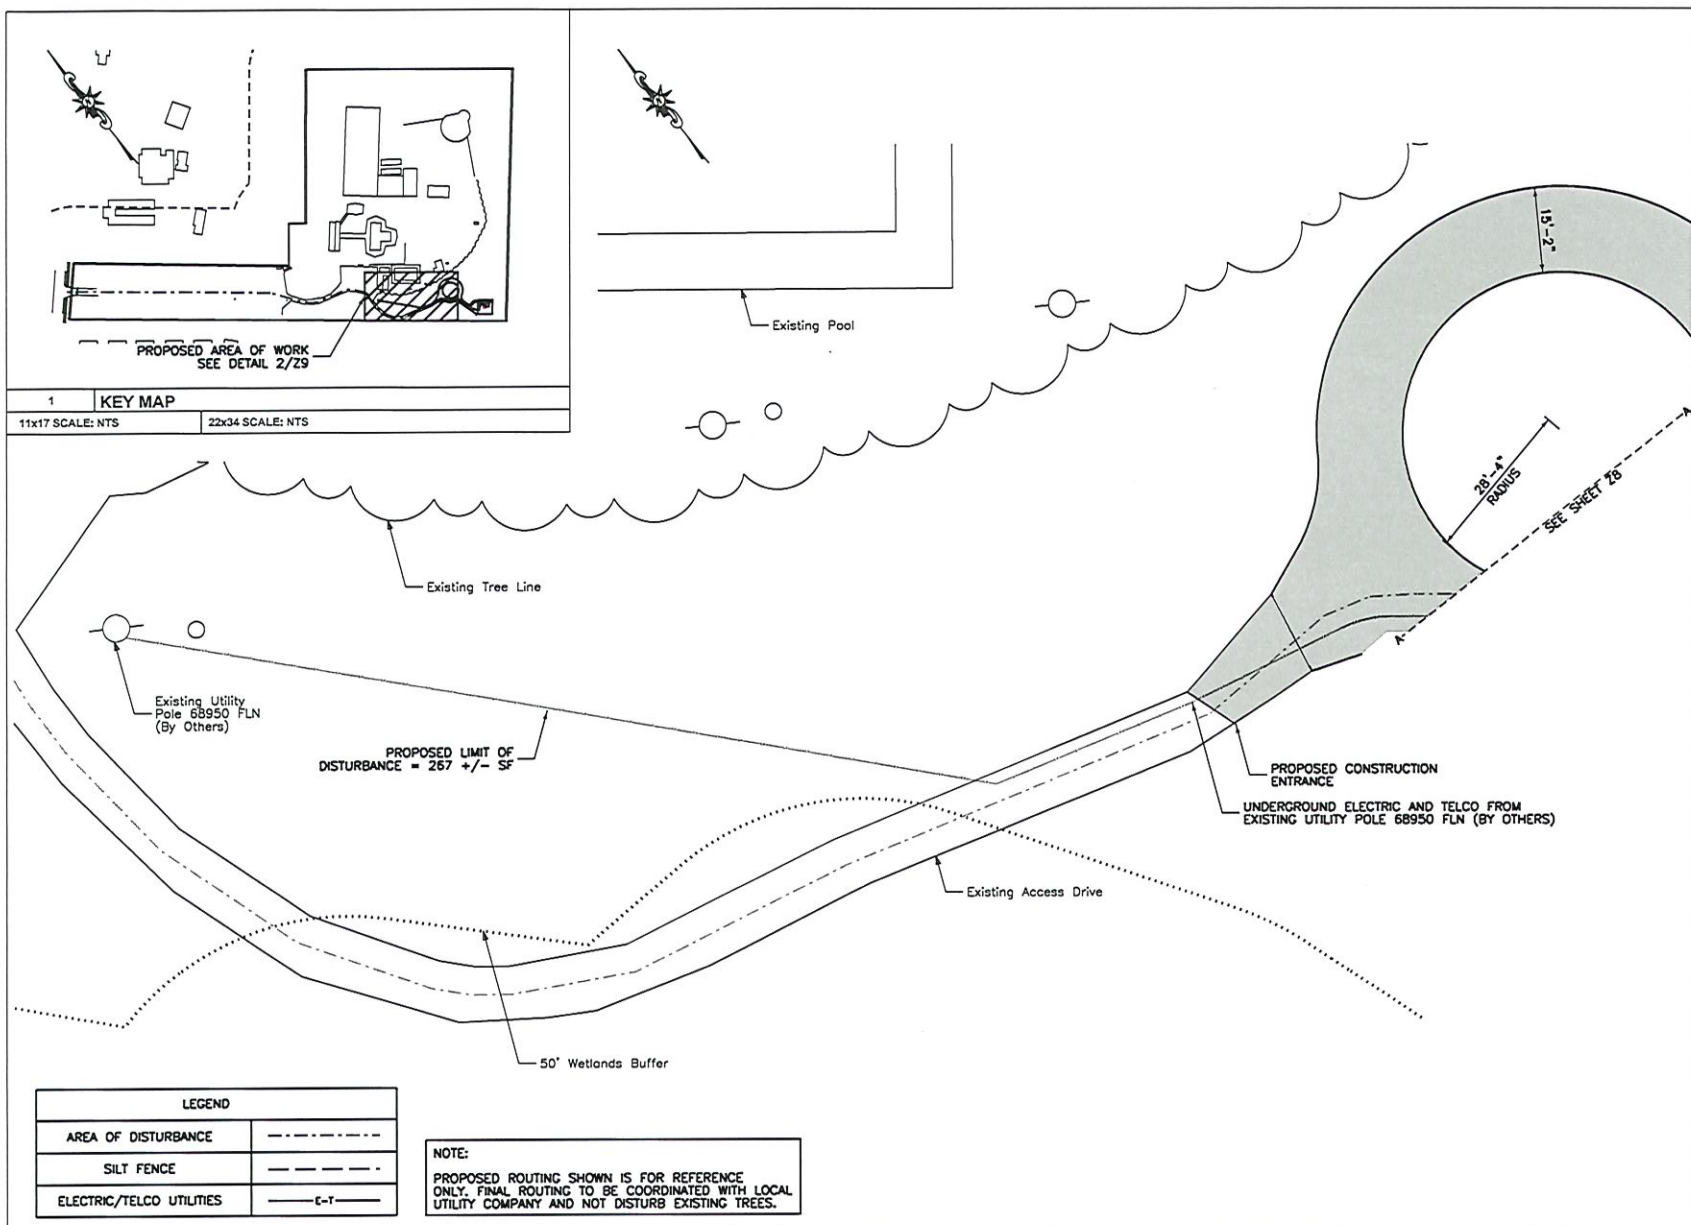 PROPOSED AREA OF WORK
SEE DETAIL 2/Z9
1 KEY MAP
11x17 SCALE: NTS 22x34 SCALE: NTS
Existing Pool
15'-2"
28'-4"
RADIUS
A
SEE SHEET Z8
A
Existing Tree Line
Existing Utility
Pole 68950 FLN
(By Others)
PROPOSED LIMIT OF
DISTURBANCE = 267 +/- SF
PROPOSED CONSTRUCTION
ENTRANCE
UNDERGROUND ELECTRIC AND TELCO FROM
EXISTING UTILITY POLE 68950 FLN (BY OTHERS)
Existing Access Drive
50' Wetlands Buffer
LEGEND
AREA OF DISTURBANCE
SILT FENCE
ELECTRIC/TELCO UTILITIES E-T
NOTE:
PROPOSED ROUTING SHOWN IS FOR REFERENCE
ONLY. FINAL ROUTING TO BE COORDINATED WITH LOCAL
UTILITY COMPANY AND NOT DISTURB EXISTING TREES.